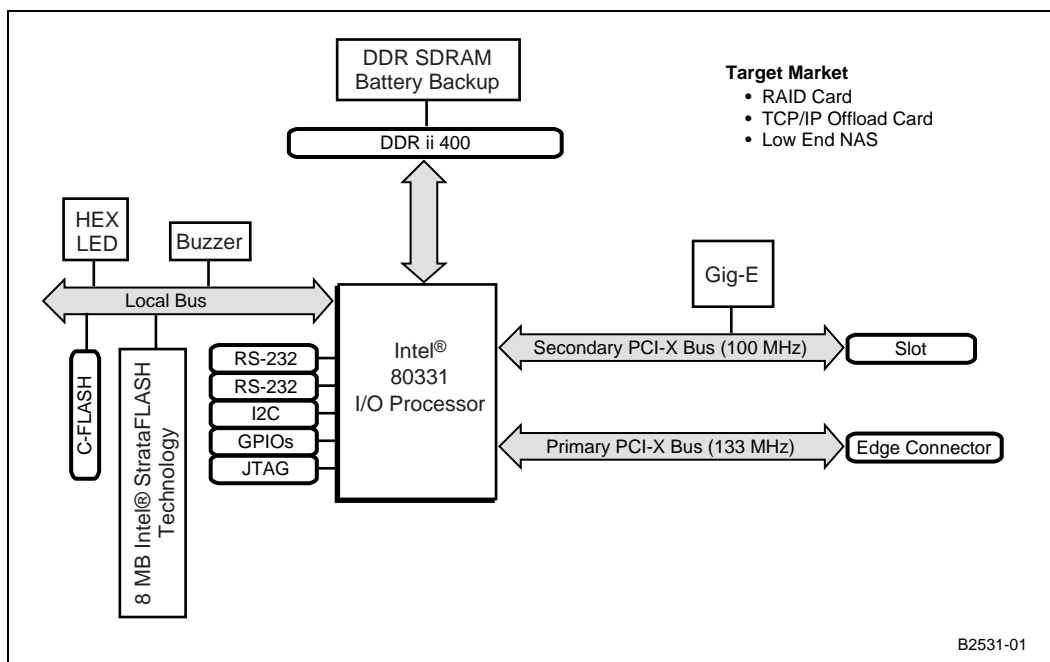 DDR SDRAM
Battery Backup
DDR ii 400
Target Market
• RAID Card
• TCP/IP Offload Card
• Low End NAS
HEX
LED
Buzzer
Local Bus
C-FLASH
8 MB Intel® StrataFLASH
Technology
RS-232
RS-232
I2C
GPIOs
JTAG
Intel®
80331
I/O Processor
Gig-E
Secondary PCI-X Bus (100 MHz)
Slot
Primary PCI-X Bus (133 MHz)
Edge Connector
B2531-01